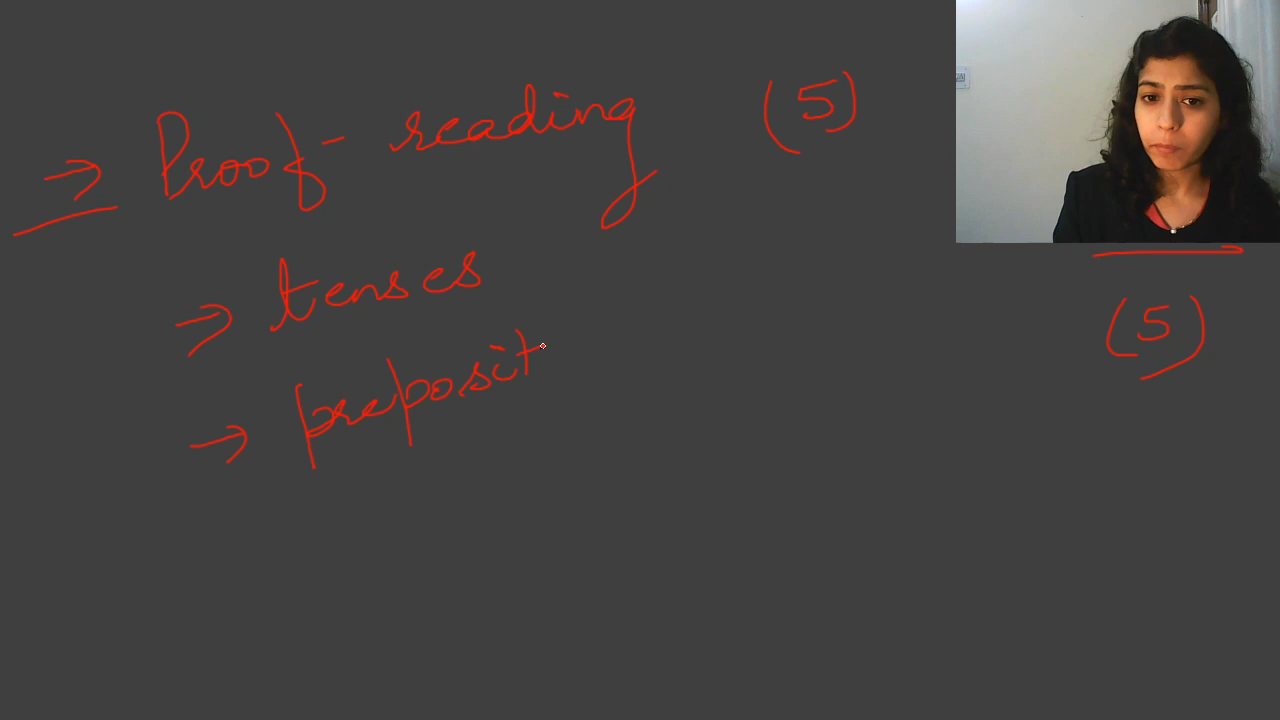 → Proof-reading (5)
(5)
→ tenses
→ preposit